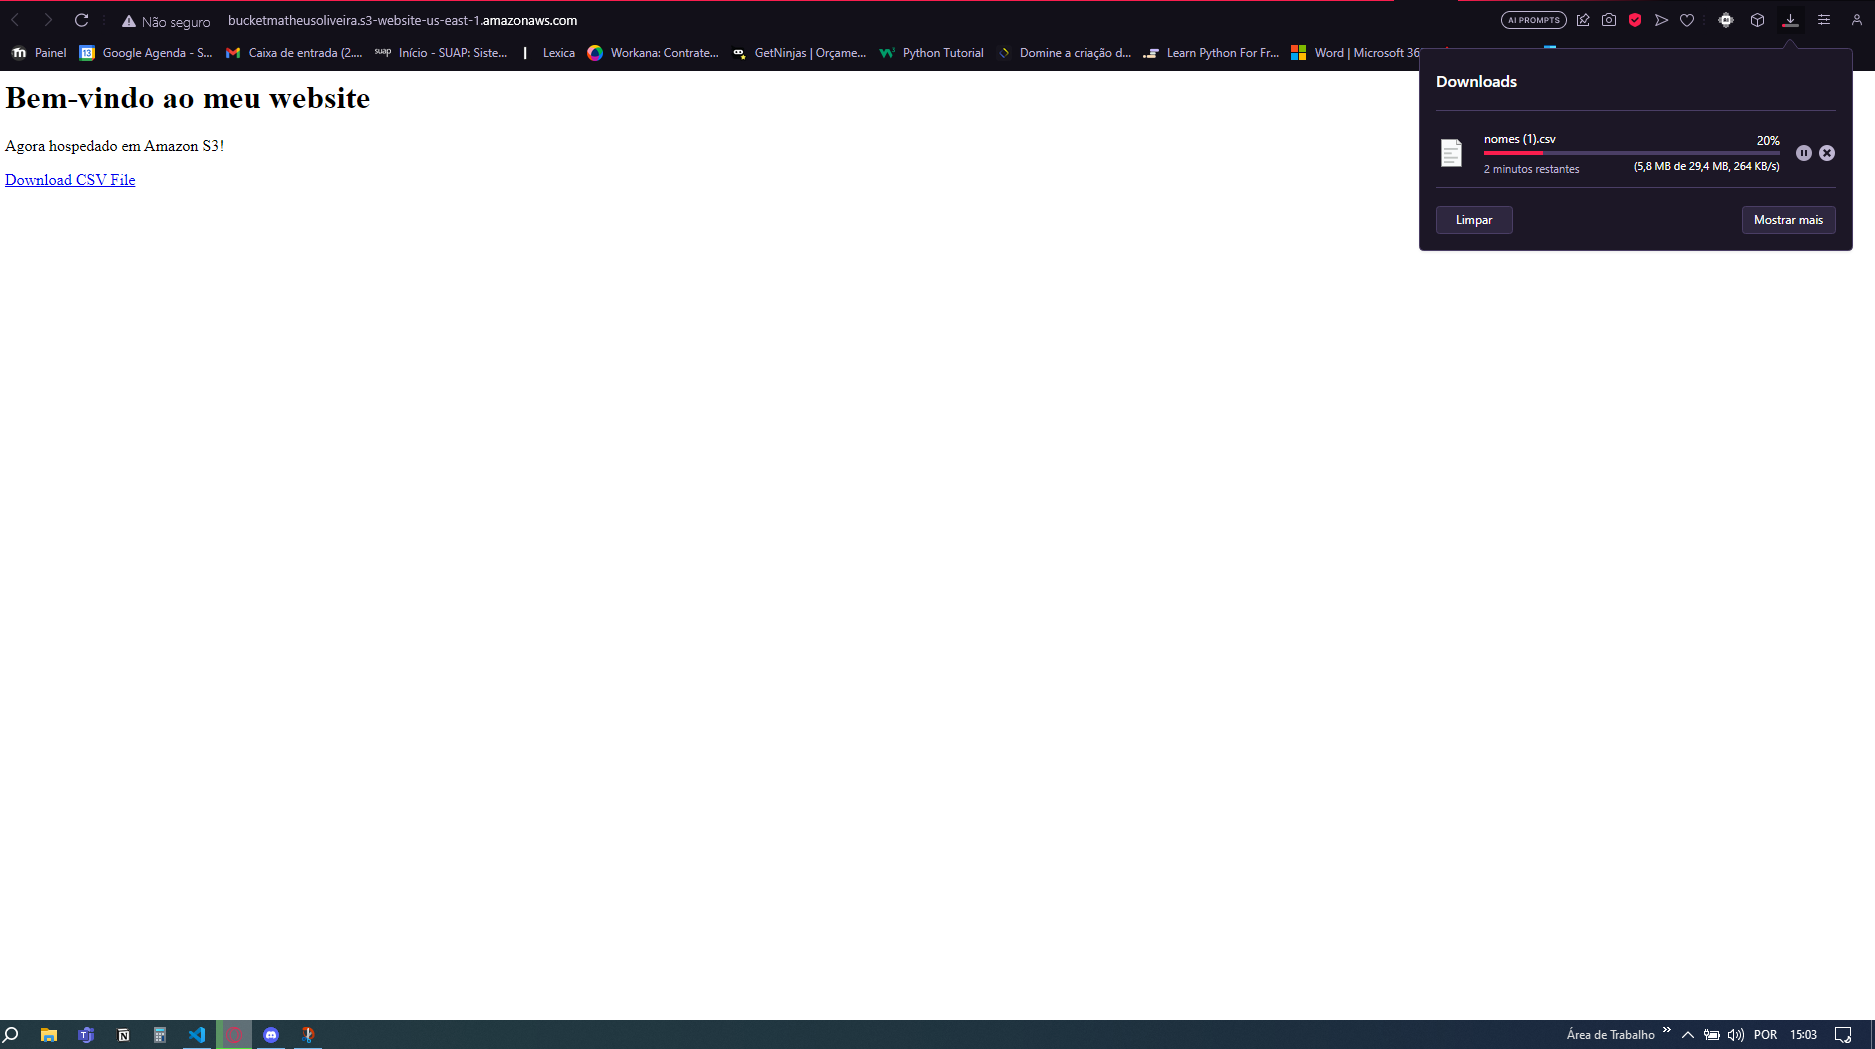 Não seguro bucketmatheusoliveira.s3-website-us-east-1.amazonaws.com AI PROMPTS
Painel 13 Google Agenda - S... Caixa de entrada (2.... suap Início - SUAP: Siste... Lexica Workana: Contrate... GetNinjas | Orçame... Python Tutorial Domine a criação d... Learn Python For Fr... Word | Microsoft 36
Bem-vindo ao meu website
Agora hospedado em Amazon S3!
Download CSV File
Downloads
nomes (1).csv 20%
2 minutos restantes (5,8 MB de 29,4 MB, 264 KB/s)
Limpar Mostrar mais
Área de Trabalho » POR 15:03